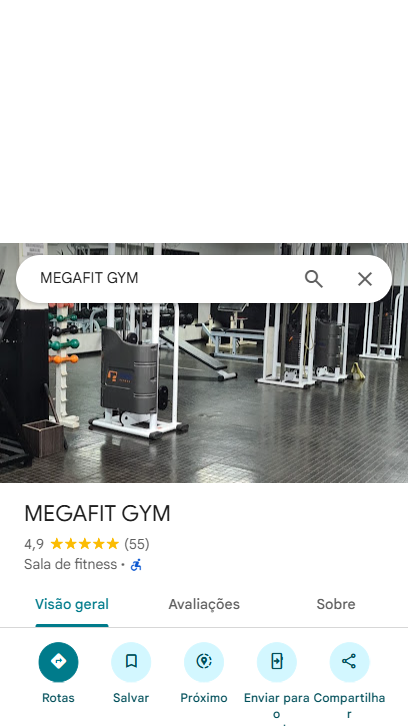 MEGAFIT GYM
MEGAFIT GYM
4,9 (55)
Sala de fitness ·
Visão geral
Avaliações
Sobre
Rotas
Salvar
Próximo
Enviar para
o
Compartilha
r